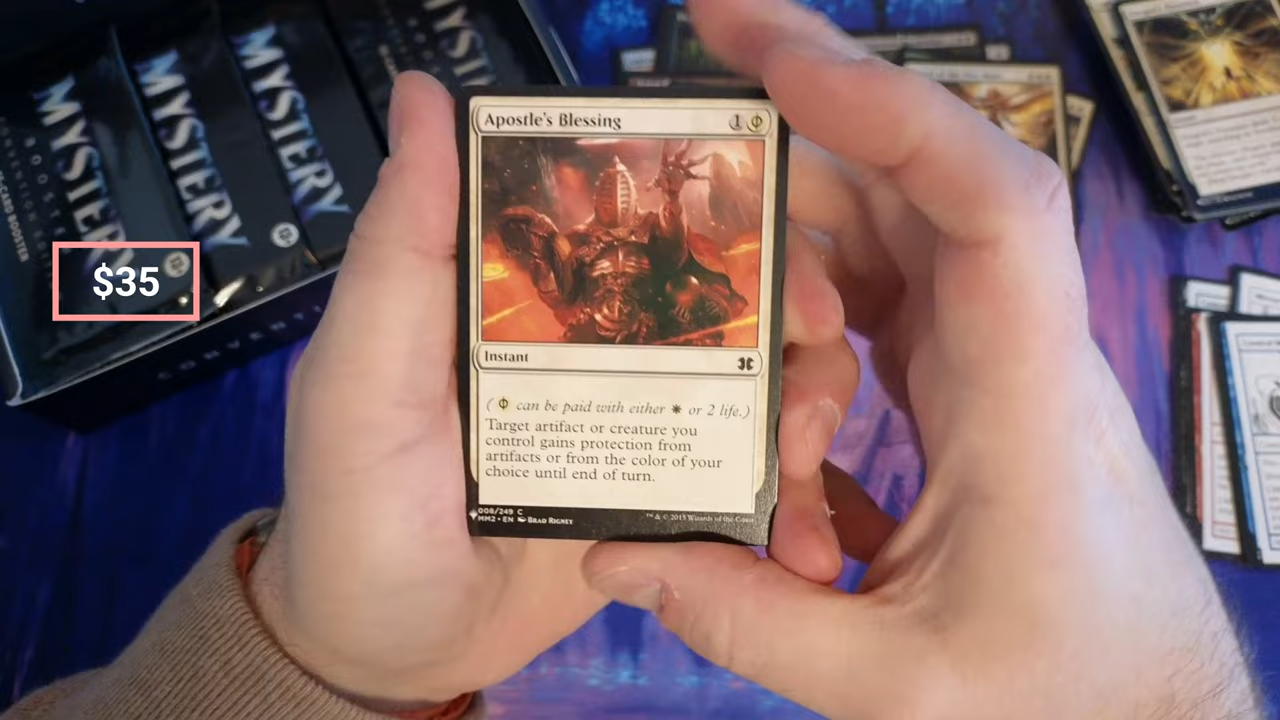 MYSTERY
MYSTERY
MYSTERY
$35
Apostle's Blessing 1
Instant
( can be paid with either or 2 life.)
Target artifact or creature you
control gains protection from
artifacts or from the color of your
choice until end of turn.
008/249 C
MM2 • EN BRAD RIGNEY
™ & © 2015 Wizards of the Coast